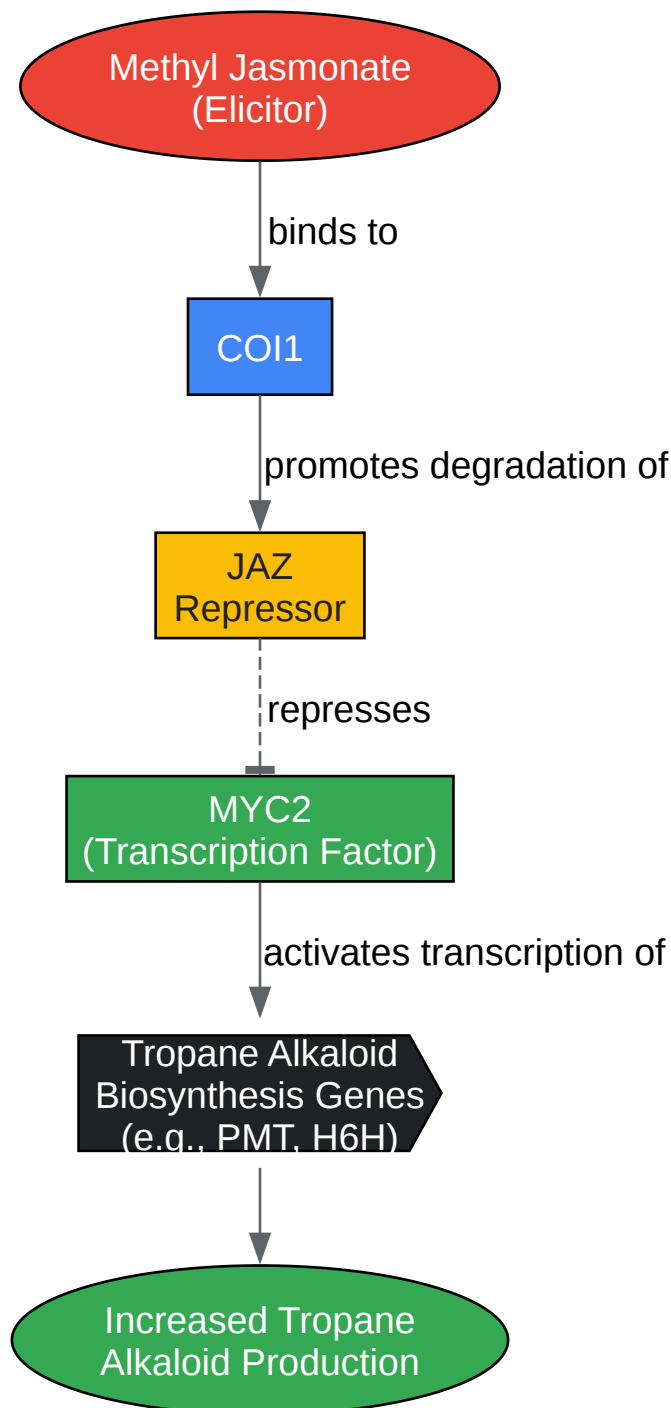 Methyl Jasmonate
(Elicitor)
binds to
COI1
promotes degradation of
JAZ
Repressor
represses
MYC2
(Transcription Factor)
activates transcription of
Tropane Alkaloid
Biosynthesis Genes
(e.g., PMT, H6H)
Increased Tropane
Alkaloid Production